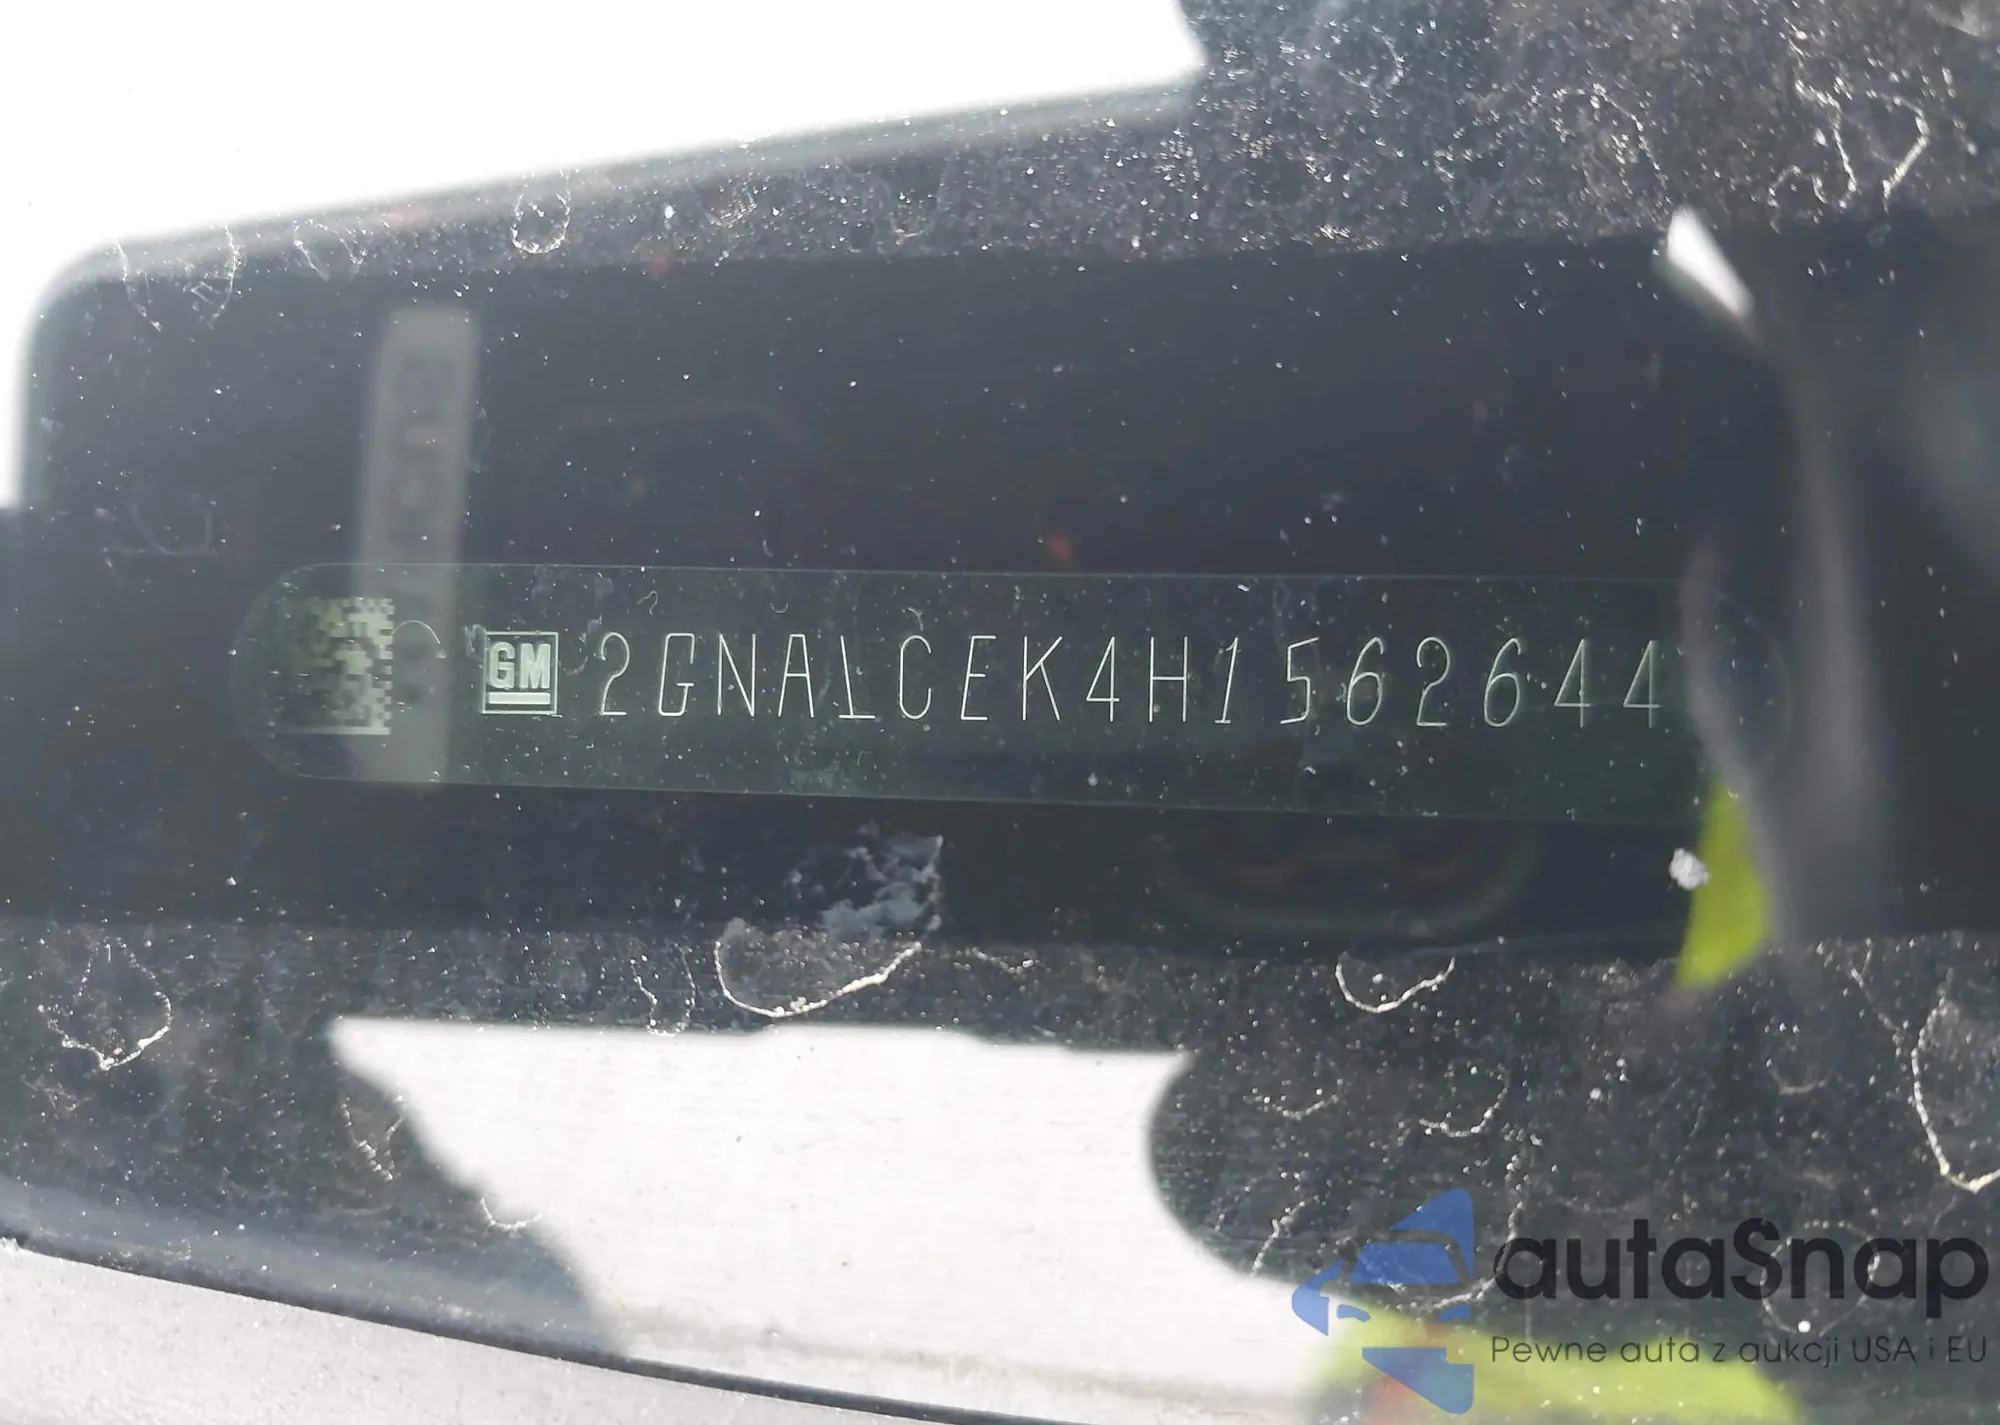 GM 2GNALCEK4H1562644
autaSnap
Pewne auta z aukcji USA i EU